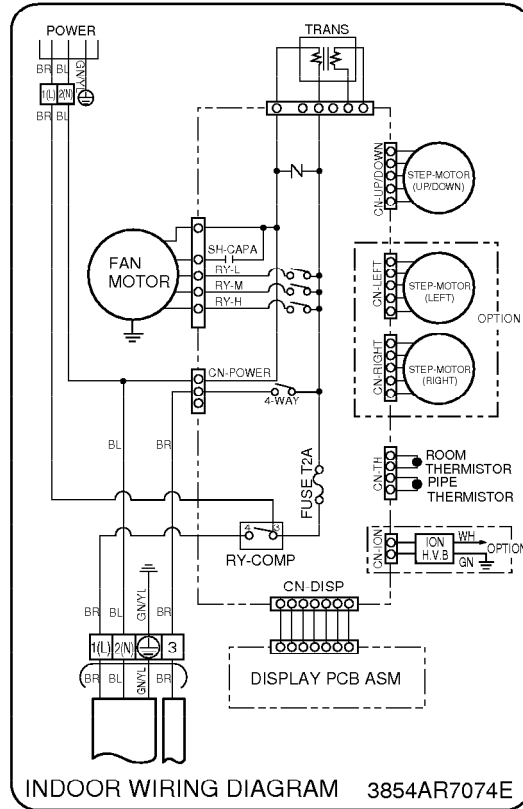 POWER
BR
BL
GN/YL
1(L) 2(N)
BR
BL
TRANS
N
CN-UP/DOWN
STEP-MOTOR
(UP/DOWN)
FAN
MOTOR
SH-CAPA
RY-L
RY-M
RY-H
CN-LEFT
STEP-MOTOR
(LEFT)
OPTION
CN-RIGHT
STEP-MOTOR
(RIGHT)
CN-POWER
4-WAY
BL
BR
FUSE T2A
CN-TH
ROOM
THERMISTOR
PIPE
THERMISTOR
4 3
RY-COMP
CN-ION
ION
H.V.B
WH
GN
OPTION
CN-DISP
BR
BL
GN/YL
BR
1(L) 2(N) 3
BR
BL
GN/YL
BR
DISPLAY PCB ASM
INDOOR WIRING DIAGRAM 3854AR7074E